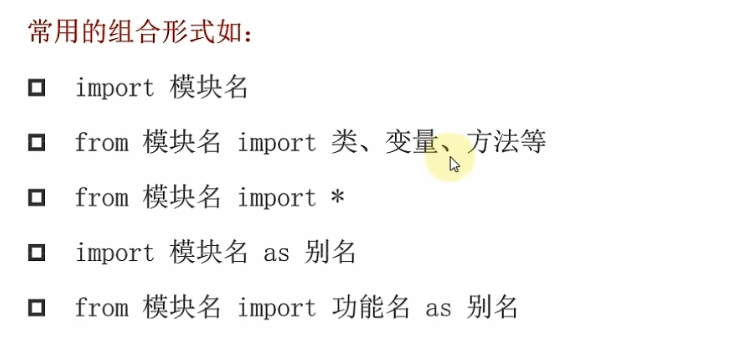 常用的组合形式如：
import 模块名
from 模块名 import 类、变量、方法等
from 模块名 import *
import 模块名 as 别名
from 模块名 import 功能名 as 别名